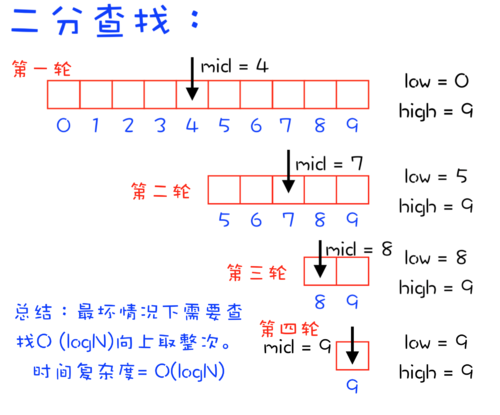 二分查找：
第一轮
mid = 4
low = 0
high = 9
0 1 2 3 4 5 6 7 8 9
第二轮
mid = 7
low = 5
high = 9
5 6 7 8 9
第三轮
mid = 8
low = 8
high = 9
8 9
第四轮
mid = 9
low = 9
high = 9
9
总结：最坏情况下需要查
找O (logN)向上取整次。
时间复杂度= O(logN)